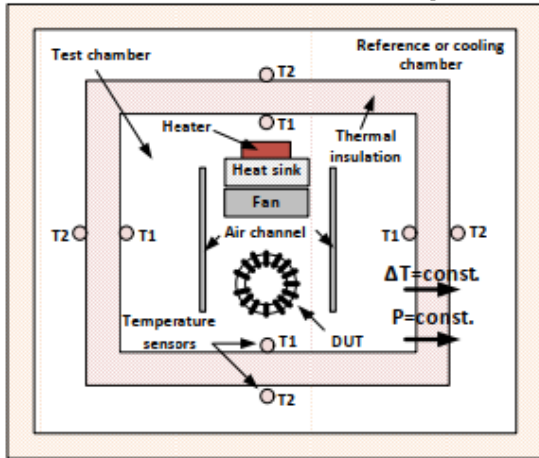 Reference or cooling
chamber
Test chamber
T2
T1
Heater
Thermal
insulation
Heat sink
Fan
T2
T1
Air channel
T1
T2
ΔT=const.
P=const.
Temperature
sensors
T1
DUT
T2